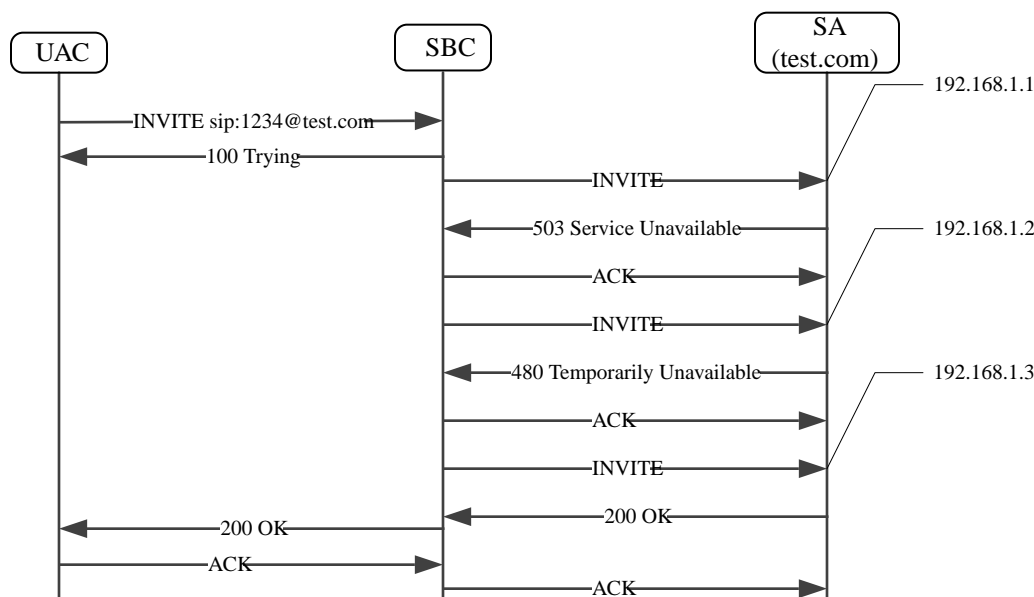 UAC
SBC
SA
(test.com)
192.168.1.1
INVITE sip:1234@test.com
100 Trying
INVITE
503 Service Unavailable
192.168.1.2
ACK
INVITE
480 Temporarily Unavailable
192.168.1.3
ACK
INVITE
200 OK
200 OK
ACK
ACK